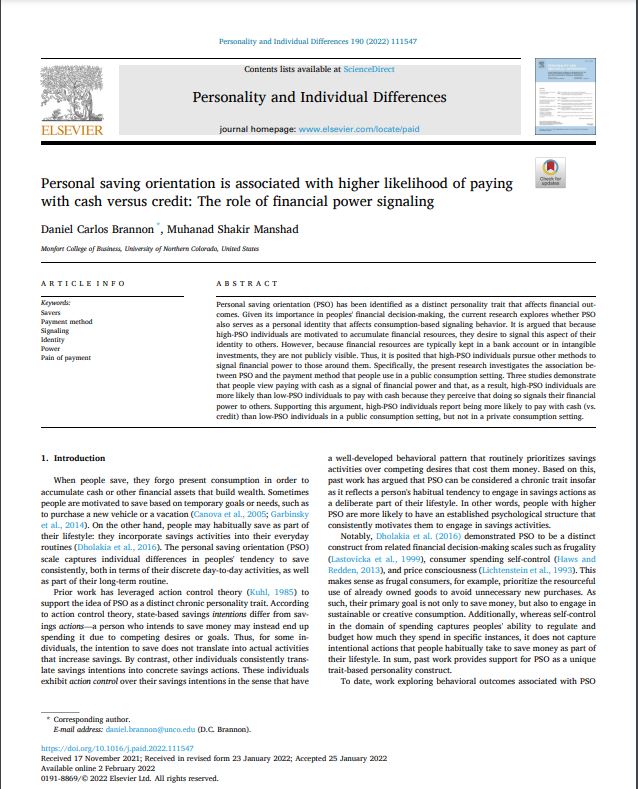 Personality and Individual Differences 190 (2022) 111547
Contents lists available at ScienceDirect
Personality and Individual Differences
journal homepage: www.elsevier.com/locate/paid
ELSEVIER
Check for
updates
Personal saving orientation is associated with higher likelihood of paying
with cash versus credit: The role of financial power signaling
Daniel Carlos Brannon *, Muhanad Shakir Manshad
Monfort College of Business, University of Northern Colorado, United States
A R T I C L E I N F O
Keywords:
Savers
Payment method
Signaling
Identity
Power
Pain of payment
A B S T R A C T
Personal saving orientation (PSO) has been identified as a distinct personality trait that affects financial out-
comes. Given its importance in peoples' financial decision-making, the current research explores whether PSO
also serves as a personal identity that affects consumption-based signaling behavior. It is argued that because
high-PSO individuals are motivated to accumulate financial resources, they desire to signal this aspect of their
identity to others. However, because financial resources are typically kept in a bank account or in intangible
investments, they are not publicly visible. Thus, it is posited that high-PSO individuals pursue other methods to
signal financial power to those around them. Specifically, the present research investigates the association be-
tween PSO and the payment method that people use in a public consumption setting. Three studies demonstrate
that people view paying with cash as a signal of financial power and that, as a result, high-PSO individuals are
more likely than low-PSO individuals to pay with cash because they perceive that doing so signals their financial
power to others. Supporting this argument, high-PSO individuals report being more likely to pay with cash (vs.
credit) than low-PSO individuals in a public consumption setting, but not in a private consumption setting.
1. Introduction
When people save, they forgo present consumption in order to
accumulate cash or other financial assets that build wealth. Sometimes
people are motivated to save based on temporary goals or needs, such as
to purchase a new vehicle or a vacation (Canova et al., 2005; Garbinsky
et al., 2014). On the other hand, people may habitually save as part of
their lifestyle: they incorporate savings activities into their everyday
routines (Dholakia et al., 2016). The personal saving orientation (PSO)
scale captures individual differences in peoples' tendency to save
consistently, both in terms of their discrete day-to-day activities, as well
as part of their long-term routine.
Prior work has leveraged action control theory (Kuhl, 1985) to
support the idea of PSO as a distinct chronic personality trait. According
to action control theory, state-based savings intentions differ from sav-
ings actions—a person who intends to save money may instead end up
spending it due to competing desires or goals. Thus, for some in-
dividuals, the intention to save does not translate into actual activities
that increase savings. By contrast, other individuals consistently trans-
late savings intentions into concrete savings actions. These individuals
exhibit action control over their savings intentions in the sense that have
a well-developed behavioral pattern that routinely prioritizes savings
activities over competing desires that cost them money. Based on this,
past work has argued that PSO can be considered a chronic trait insofar
as it reflects a person's habitual tendency to engage in savings actions as
a deliberate part of their lifestyle. In other words, people with higher
PSO are more likely to have an established psychological structure that
consistently motivates them to engage in savings activities.
Notably, Dholakia et al. (2016) demonstrated PSO to be a distinct
construct from related financial decision-making scales such as frugality
(Lastovicka et al., 1999), consumer spending self-control (Haws and
Redden, 2013), and price consciousness (Lichtenstein et al., 1993). This
makes sense as frugal consumers, for example, prioritize the resourceful
use of already owned goods to avoid unnecessary new purchases. As
such, their primary goal is not only to save money, but also to engage in
sustainable or creative consumption. Additionally, whereas self-control
in the domain of spending captures peoples' ability to regulate and
budget how much they spend in specific instances, it does not capture
intentional actions that people habitually take to save money as part of
their lifestyle. In sum, past work provides support for PSO as a unique
trait-based personality construct.
To date, work exploring behavioral outcomes associated with PSO
* Corresponding author.
E-mail address: daniel.brannon@unco.edu (D.C. Brannon).
https://doi.org/10.1016/j.paid.2022.111547
Received 17 November 2021; Received in revised form 23 January 2022; Accepted 25 January 2022
Available online 2 February 2022
0191-8869/© 2022 Elsevier Ltd. All rights reserved.